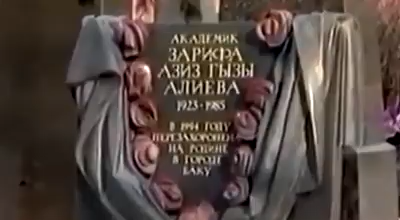 АКАДЕМИК
ЗАРИФА
АЗИЗ ГЫЗЫ
АЛИЕВА
1923-1985
В 1994 ГОДУ
ПЕРЕЗАХОРОНЕНА
НА РОДИНЕ
В ГОРОДЕ
БАКУ